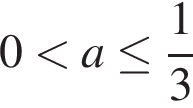 0 < a ≤ 1/3